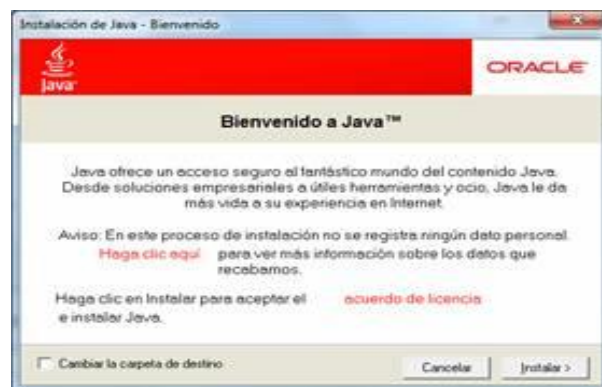 Instalación de Java - Bienvenido
Java
ORACLE
Bienvenido a Java™
Java ofrece un acceso seguro al fantástico mundo del contenido Java.
Desde soluciones empresariales a útiles herramientas y ocio, Java le da
más vida a su experiencia en Internet.
Aviso: En este proceso de instalación no se registra ningún dato personal.
Haga clic aquí para ver más información sobre los datos que
recabamos.
Haga clic en Instalar para aceptar el acuerdo de licencia
e instalar Java.
Cambiar la carpeta de destino
Cancelar
Instalar >